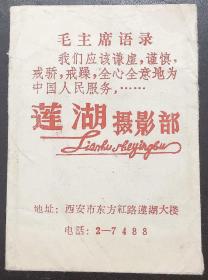 毛主席语录
我们应该谦虚，谨慎，
戒骄，戒躁，全心全意地为
中国人民服务，……
莲湖摄影部
Lianhu sheyingbu
地址：西安市东方红路莲湖大楼
电话：2—7488